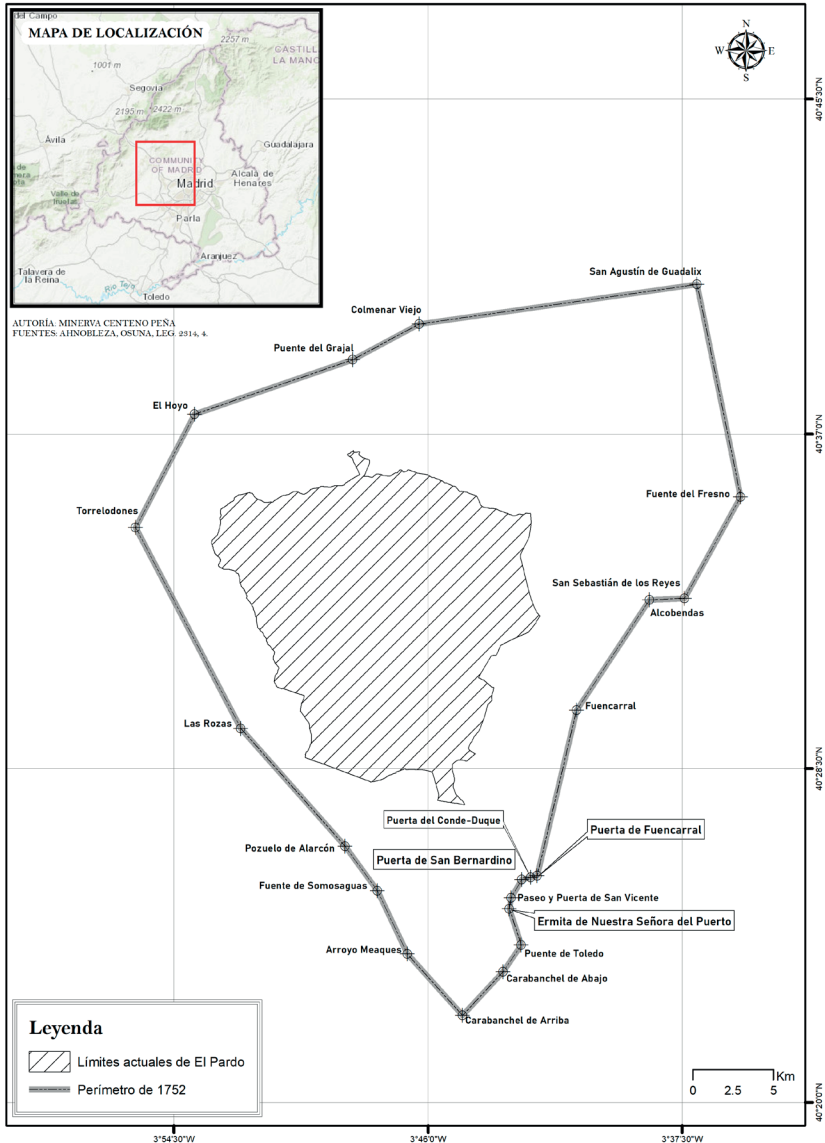 del Campo
MAPA DE LOCALIZACIÓN
2257 m
CASTILL
LA MANC
1001 m
Segovia
2195 m
2422 m
Ávila
Guadalajara
COMMUNITY
OF MADRID
Alcalá de
Henares
Madrid
Valle de
Iruelas
Parla
Aranjuez
Talavera de
la Reina
Rio Tajo
Toledo
N
W
E
S
AUTORÍA: MINERVA CENTENO PEÑA
FUENTES: AHNOBLEZA, OSUNA, LEG. 2314, 4.
40°45'30"N
San Agustín de Guadalix
Colmenar Viejo
Puente del Grajal
El Hoyo
40°37'0"N
Fuente del Fresno
Torrelodones
San Sebastián de los Reyes
Alcobendas
Fuencarral
Las Rozas
40°28'30"N
Puerta del Conde-Duque
Puerta de Fuencarral
Pozuelo de Alarcón
Puerta de San Bernardino
Fuente de Somosaguas
Paseo y Puerta de San Vicente
Ermita de Nuestra Señora del Puerto
Arroyo Meaques
Puente de Toledo
Carabanchel de Abajo
Carabanchel de Arriba
Leyenda
Límites actuales de El Pardo
Perímetro de 1752
Km
0 2.5 5
40°20'0"N
3°54'30"W
3°46'0"W
3°37'30"W